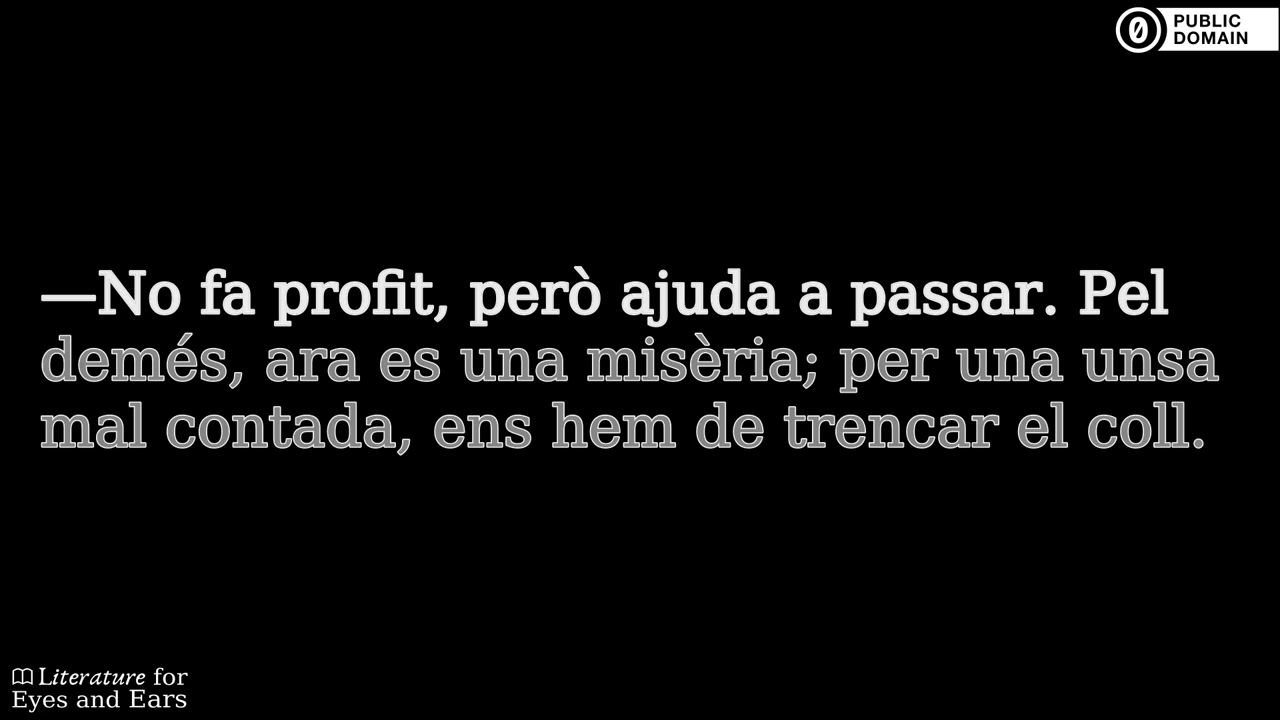 PUBLIC
DOMAIN
—No fa profit, però ajuda a passar. Pel
demés, ara es una misèria; per una unsa
mal contada, ens hem de trencar el coll.
Literature for
Eyes and Ears